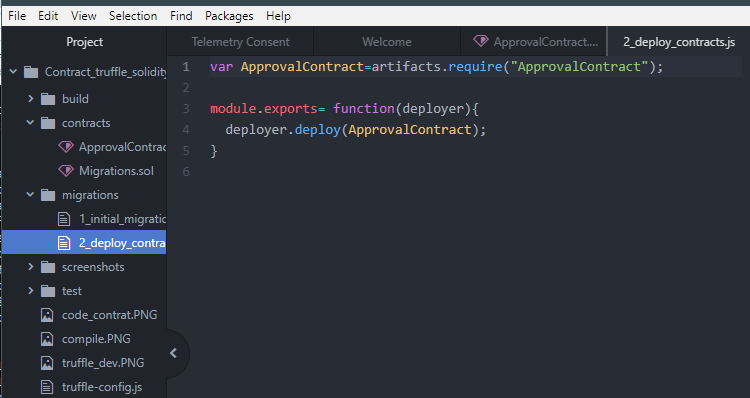 File Edit View Selection Find Packages Help
Project
Telemetry Consent
Welcome
ApprovalContract....
2_deploy_contracts.js
Contract_truffle_solidity
build
contracts
ApprovalContrac
Migrations.sol
migrations
1_initial_migratio
2_deploy_contra
screenshots
test
code_contrat.PNG
compile.PNG
truffle_dev.PNG
truffle-config.js
1 var ApprovalContract=artifacts.require("ApprovalContract");
2
3 module.exports= function(deployer){
4 deployer.deploy(ApprovalContract);
5 }
6